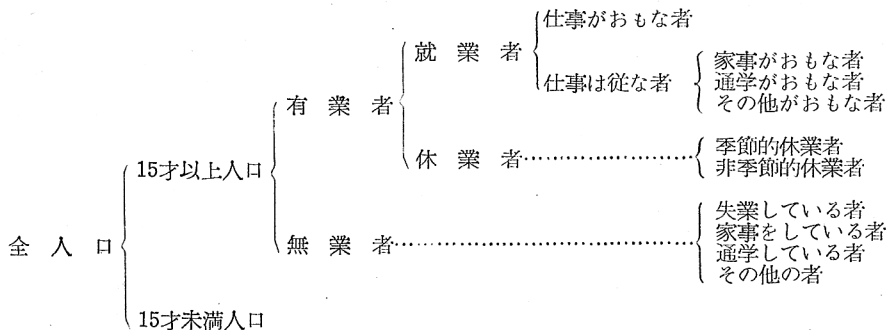 仕事がおもな者
就業者
仕事は従な者
家事がおもな者
通学がおもな者
その他がおもな者
有業者
休業者
季節的休業者
非季節的休業者
15才以上人口
全人口
無業者
失業している者
家事をしている者
通学している者
その他の者
15才未満人口